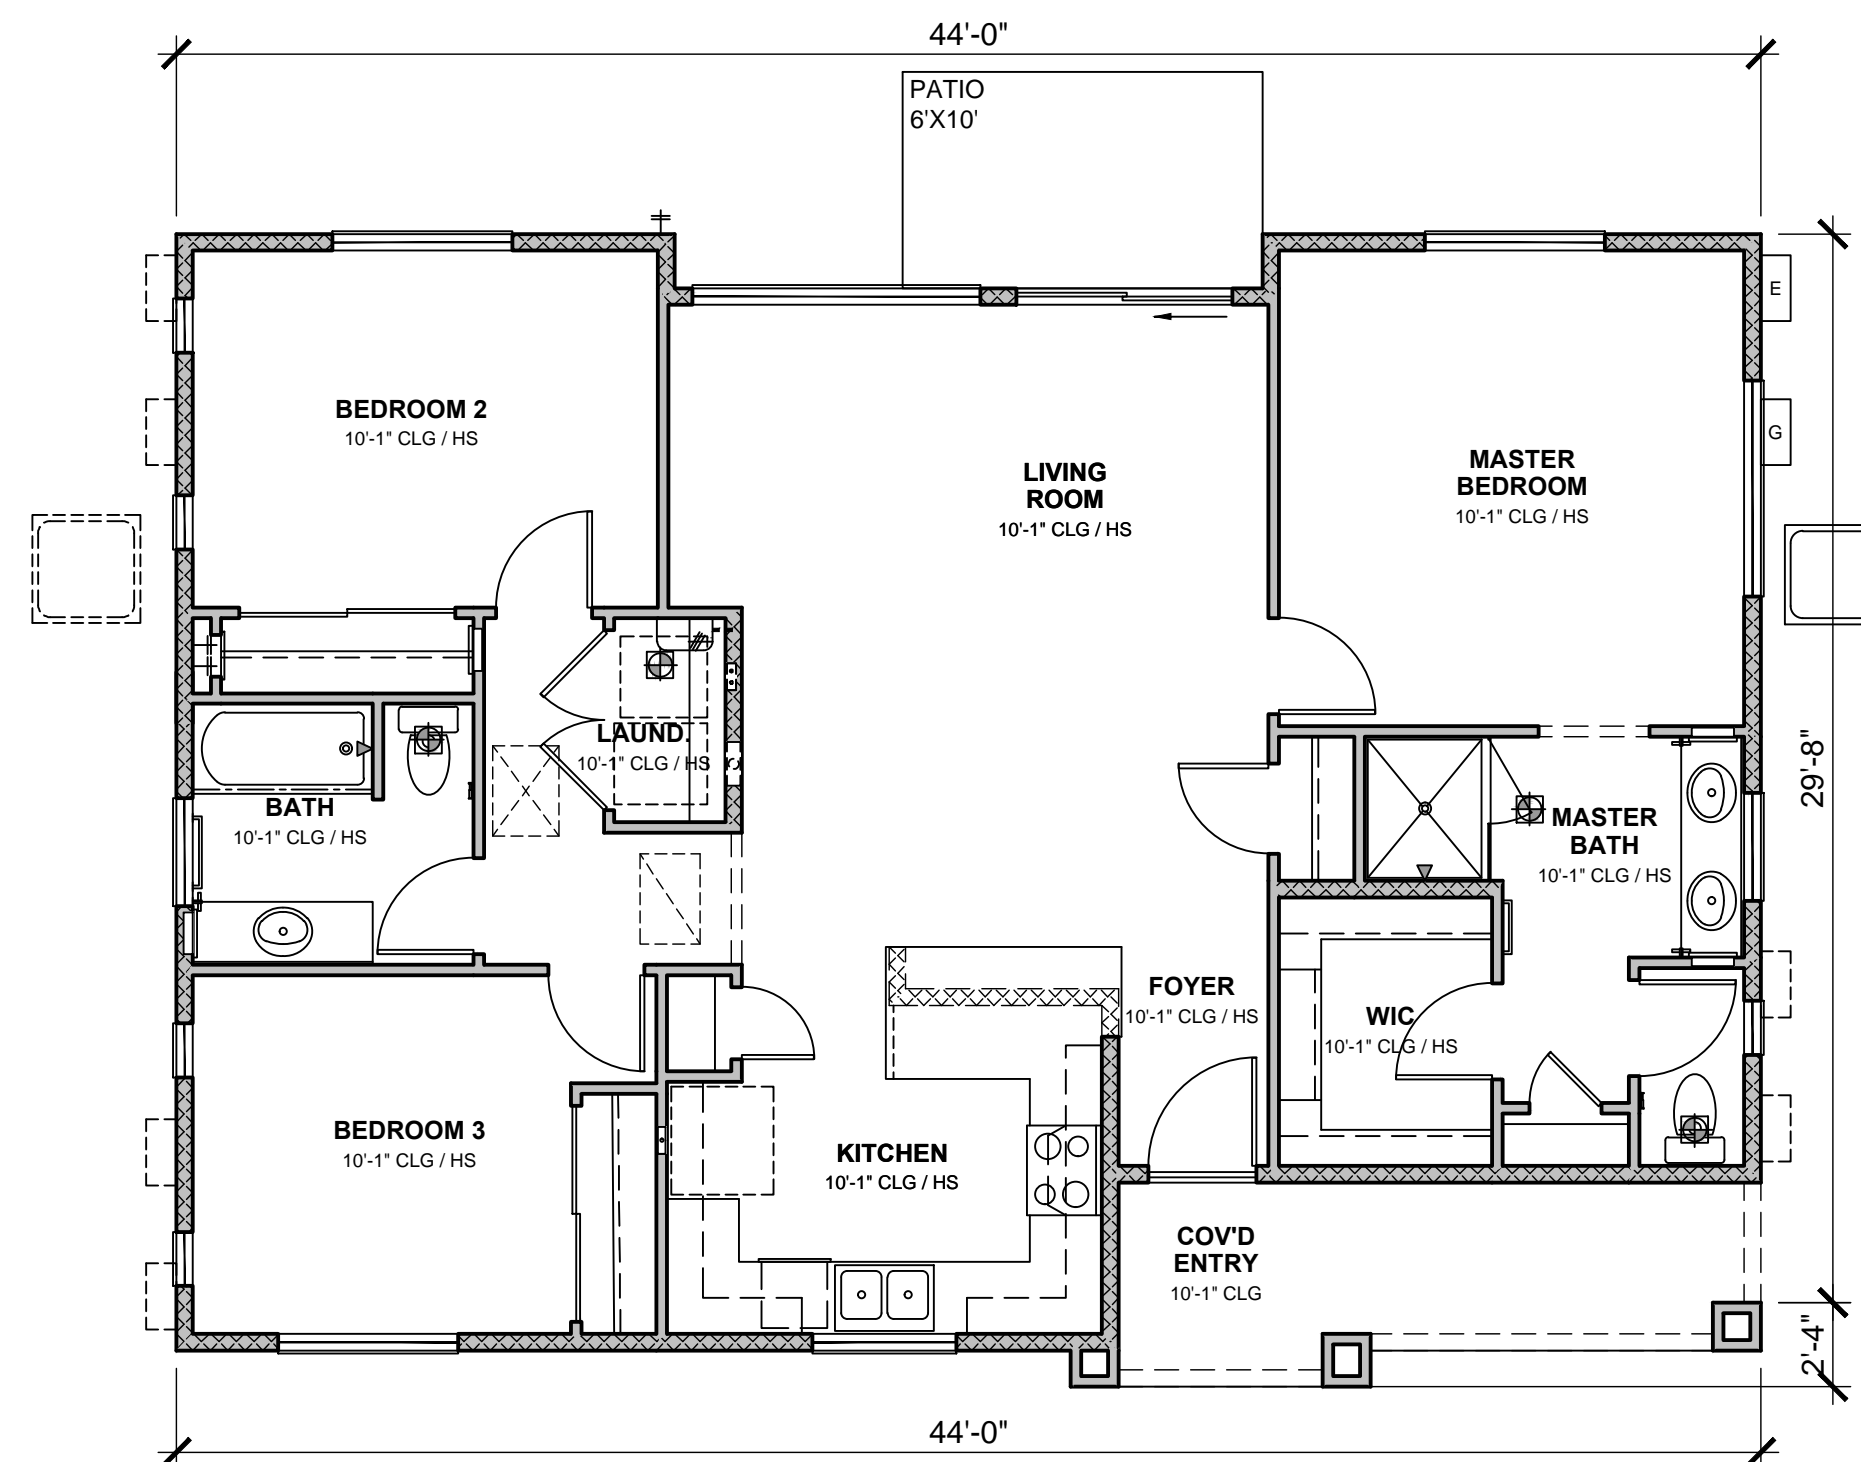 44'-0"
PATIO
6'X10'
E
G
BEDROOM 2
10'-1" CLG / HS
LIVING
ROOM
10'-1" CLG / HS
MASTER
BEDROOM
10'-1" CLG / HS
LAUND.
10'-1" CLG / HS
BATH
10'-1" CLG / HS
MASTER
BATH
10'-1" CLG / HS
29'-8"
FOYER
10'-1" CLG / HS
WIC
10'-1" CLG / HS
BEDROOM 3
10'-1" CLG / HS
KITCHEN
10'-1" CLG / HS
COV'D
ENTRY
10'-1" CLG
2'-4"
44'-0"